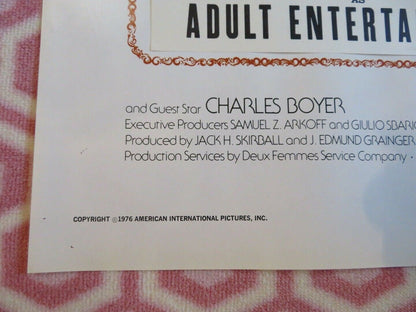 AS
ADULT ENTERTA
and Guest Star CHARLES BOYER
Executive Producers SAMUEL Z. ARKOFF and GIULIO SBARIG
Produced by JACK H. SKIRBALL and J. EDMUND GRAINGER
Production Services by Deux Femmes Service Company •
COPYRIGHT ©1976 AMERICAN INTERNATIONAL PICTURES, INC.